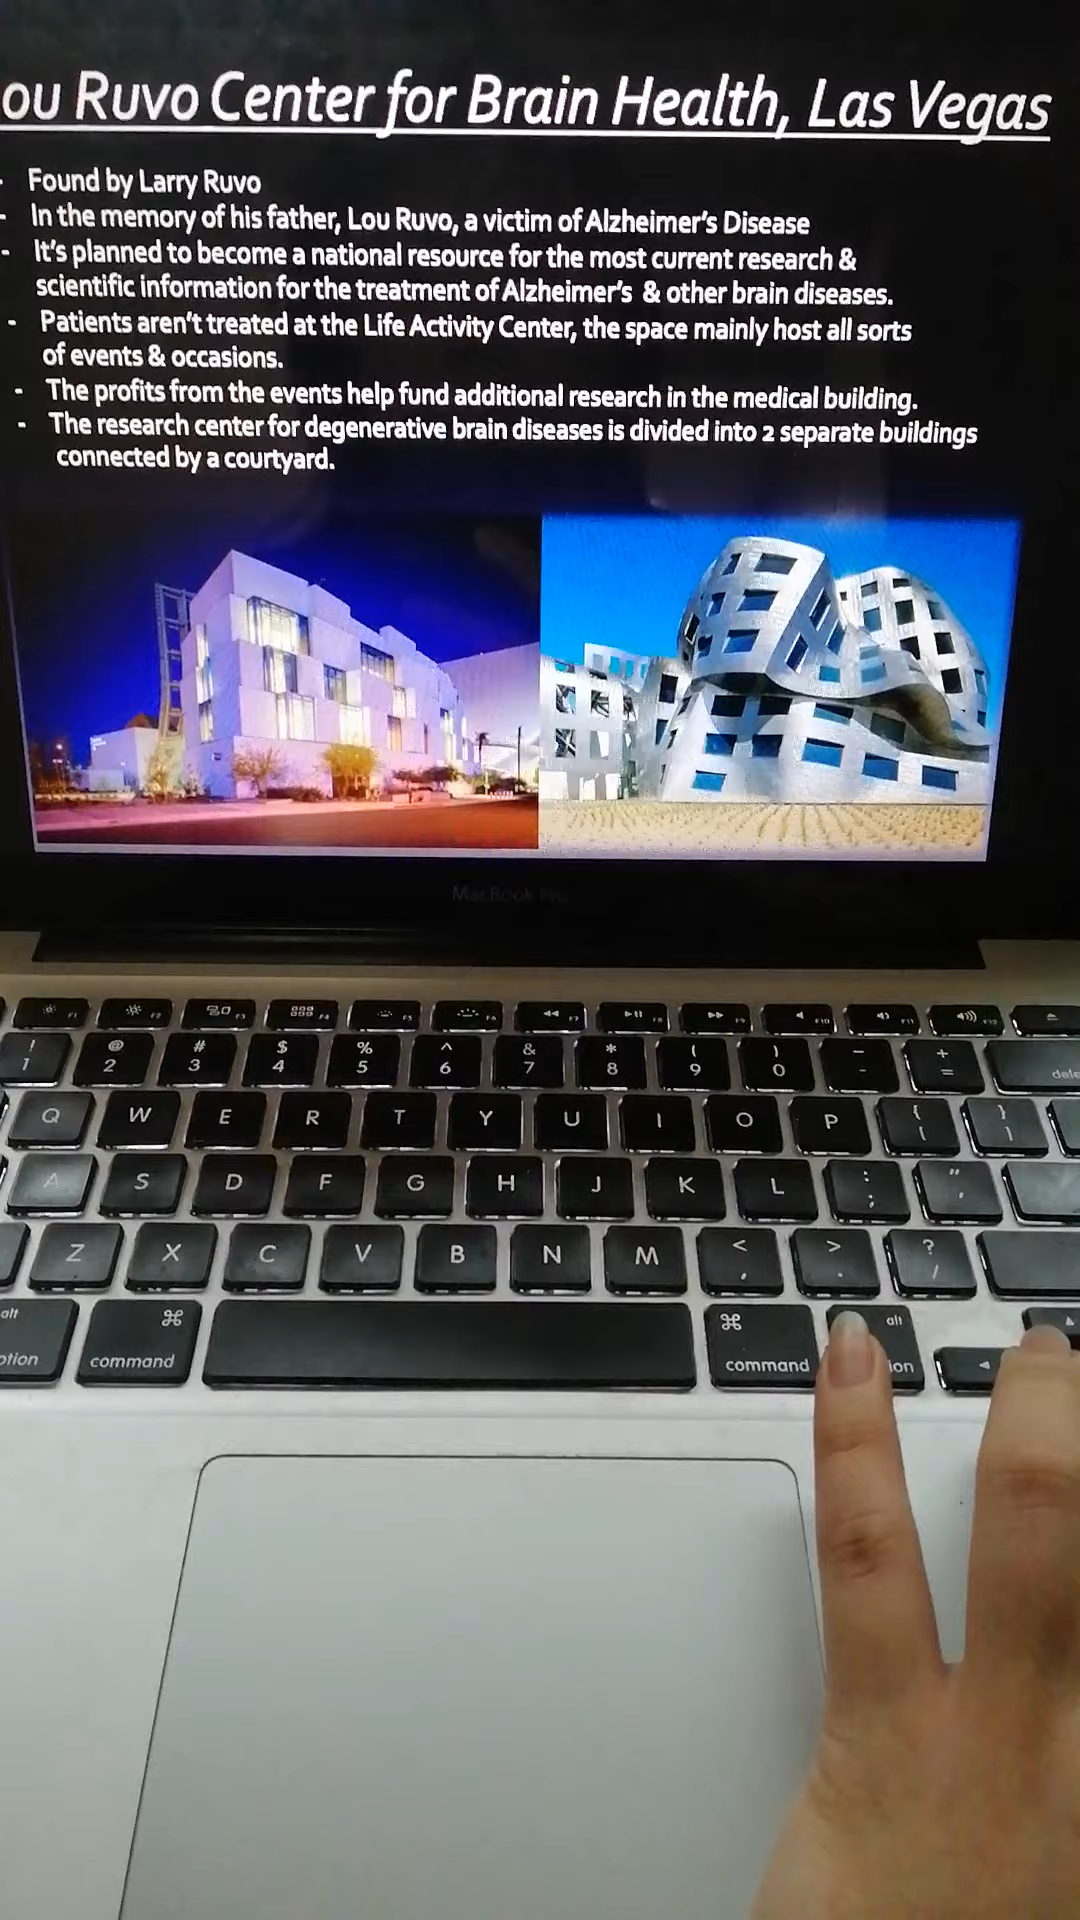 ou Ruvo Center for Brain Health, Las Vegas
- Found by Larry Ruvo
- In the memory of his father, Lou Ruvo, a victim of Alzheimer's Disease
- It's planned to become a national resource for the most current research &
scientific information for the treatment of Alzheimer's & other brain diseases.
- Patients aren't treated at the Life Activity Center, the space mainly host all sorts
of events & occasions.
- The profits from the events help fund additional research in the medical building.
- The research center for degenerative brain diseases is divided into 2 separate buildings
connected by a courtyard.
MacBook Pro
F1 F2 F3 F4 F5 F6 F7 F8 F9 F10 F11 F12
! @ # $ % ^ & * ( ) _ +
1 2 3 4 5 6 7 8 9 0 - = dele
Q W E R T Y U I O P { }
[ ]
A S D F G H J K L : "
; '
Z X C V B N M < > ?
, . /
alt ⌘ ⌘ alt
ption command command ion